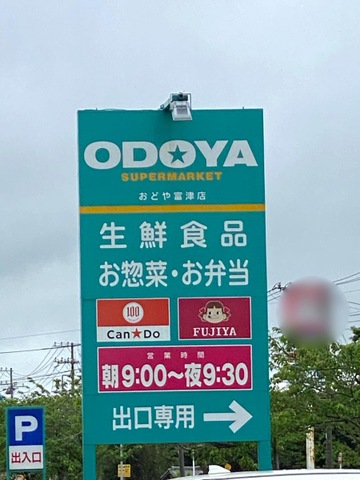 ODOYA
SUPERMARKET
おどや富津店
生鮮食品
お惣菜・お弁当
100
Can★Do
FUJIYA
営業時間
朝9:00～夜9:30
出口専用→
P
出入口